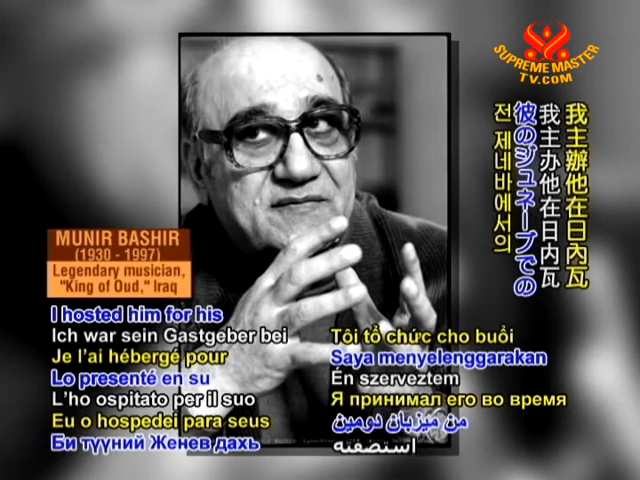 SUPREME MASTER
TV.COM
我主辦他在日內瓦
我主办他在日内瓦
彼のジュネーブでの
전 제네바에서의
MUNIR BASHIR
(1930 - 1997)
Legendary musician,
"King of Oud," Iraq
I hosted him for his
Ich war sein Gastgeber bei
Je l'ai hébergé pour
Lo presenté en su
L'ho ospitato per il suo
Eu o hospedei para seus
Би түүний Женев дахь
Tôi tổ chức cho buổi
Saya menyelenggarakan
Én szerveztem
Я принимал его во время
من میزبان دومین
استضفته